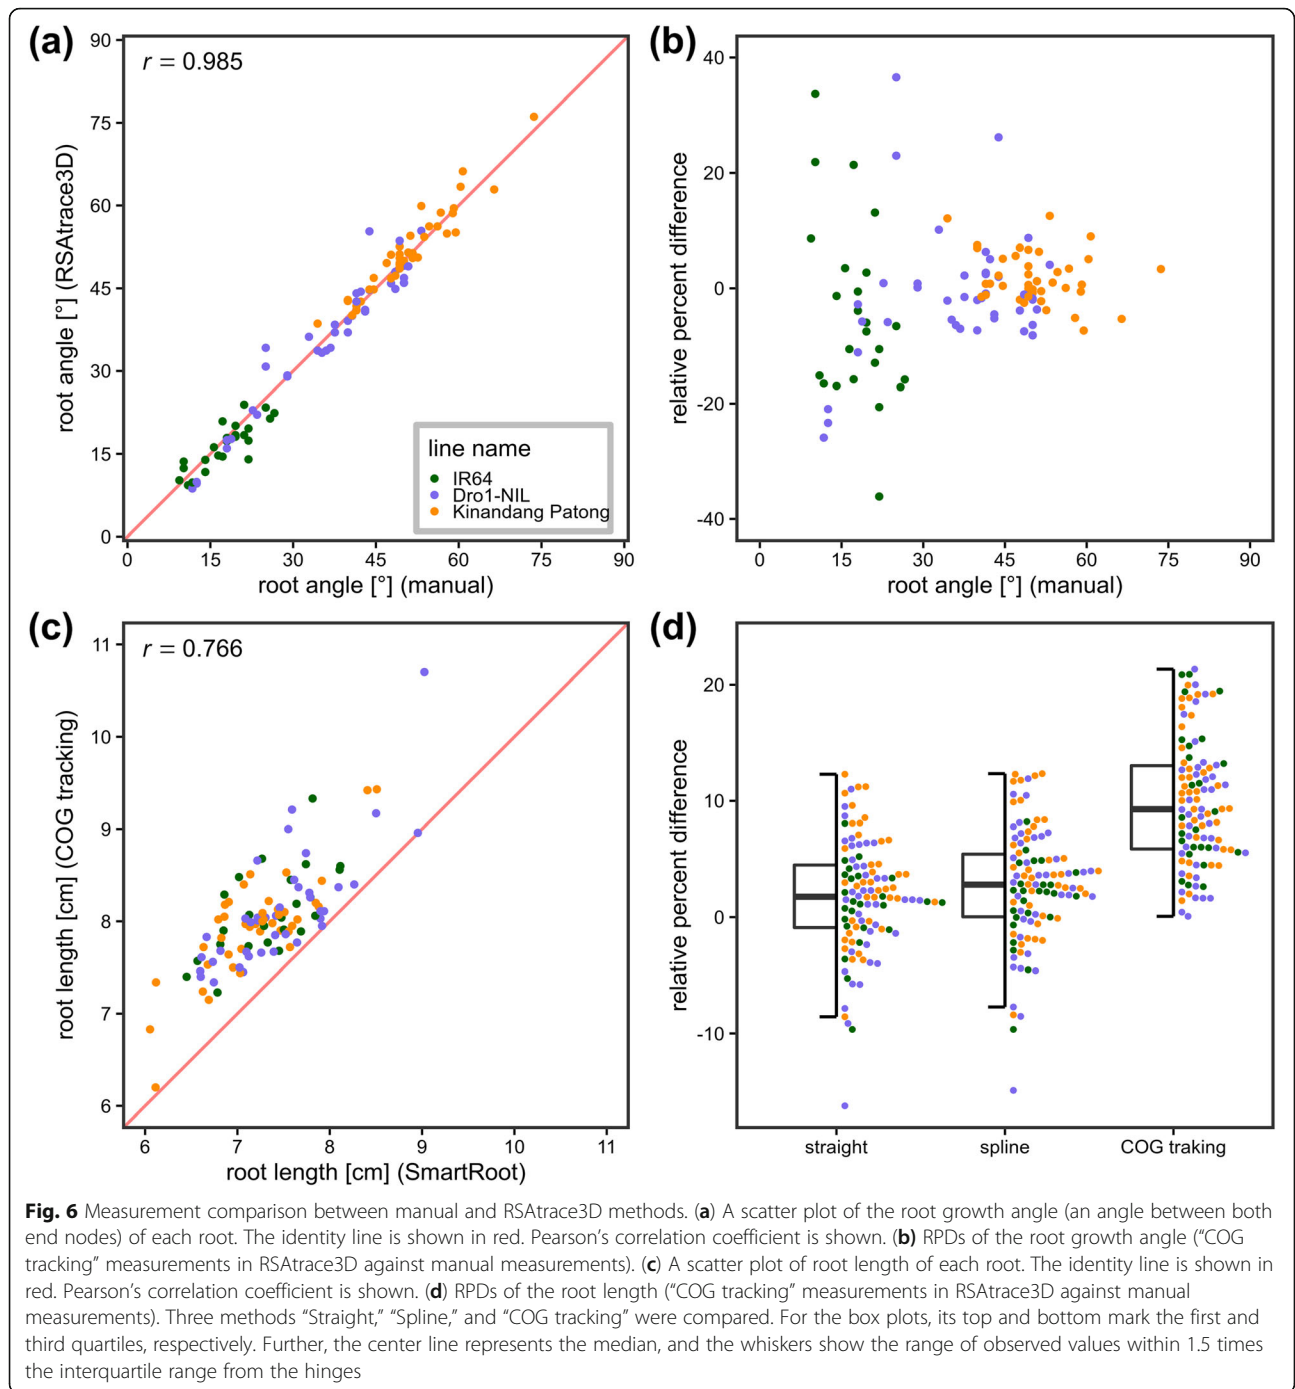 (a)
r = 0.985
90
75
60
45
30
15
0
root angle [°] (RSAtrace3D)
line name
IR64
Dro1-NIL
Kinandang Patong
0 15 30 45 60 75 90
root angle [°] (manual)
(b)
40
20
0
-20
-40
relative percent difference
0 15 30 45 60 75 90
root angle [°] (manual)
(c)
r = 0.766
11
10
9
8
7
6
root length [cm] (COG tracking)
6 7 8 9 10 11
root length [cm] (SmartRoot)
(d)
20
10
0
-10
relative percent difference
straight spline COG traking
Fig. 6 Measurement comparison between manual and RSAtrace3D methods. (a) A scatter plot of the root growth angle (an angle between both
end nodes) of each root. The identity line is shown in red. Pearson’s correlation coefficient is shown. (b) RPDs of the root growth angle (“COG
tracking” measurements in RSAtrace3D against manual measurements). (c) A scatter plot of root length of each root. The identity line is shown in
red. Pearson’s correlation coefficient is shown. (d) RPDs of the root length (“COG tracking” measurements in RSAtrace3D against manual
measurements). Three methods “Straight,” “Spline,” and “COG tracking” were compared. For the box plots, its top and bottom mark the first and
third quartiles, respectively. Further, the center line represents the median, and the whiskers show the range of observed values within 1.5 times
the interquartile range from the hinges